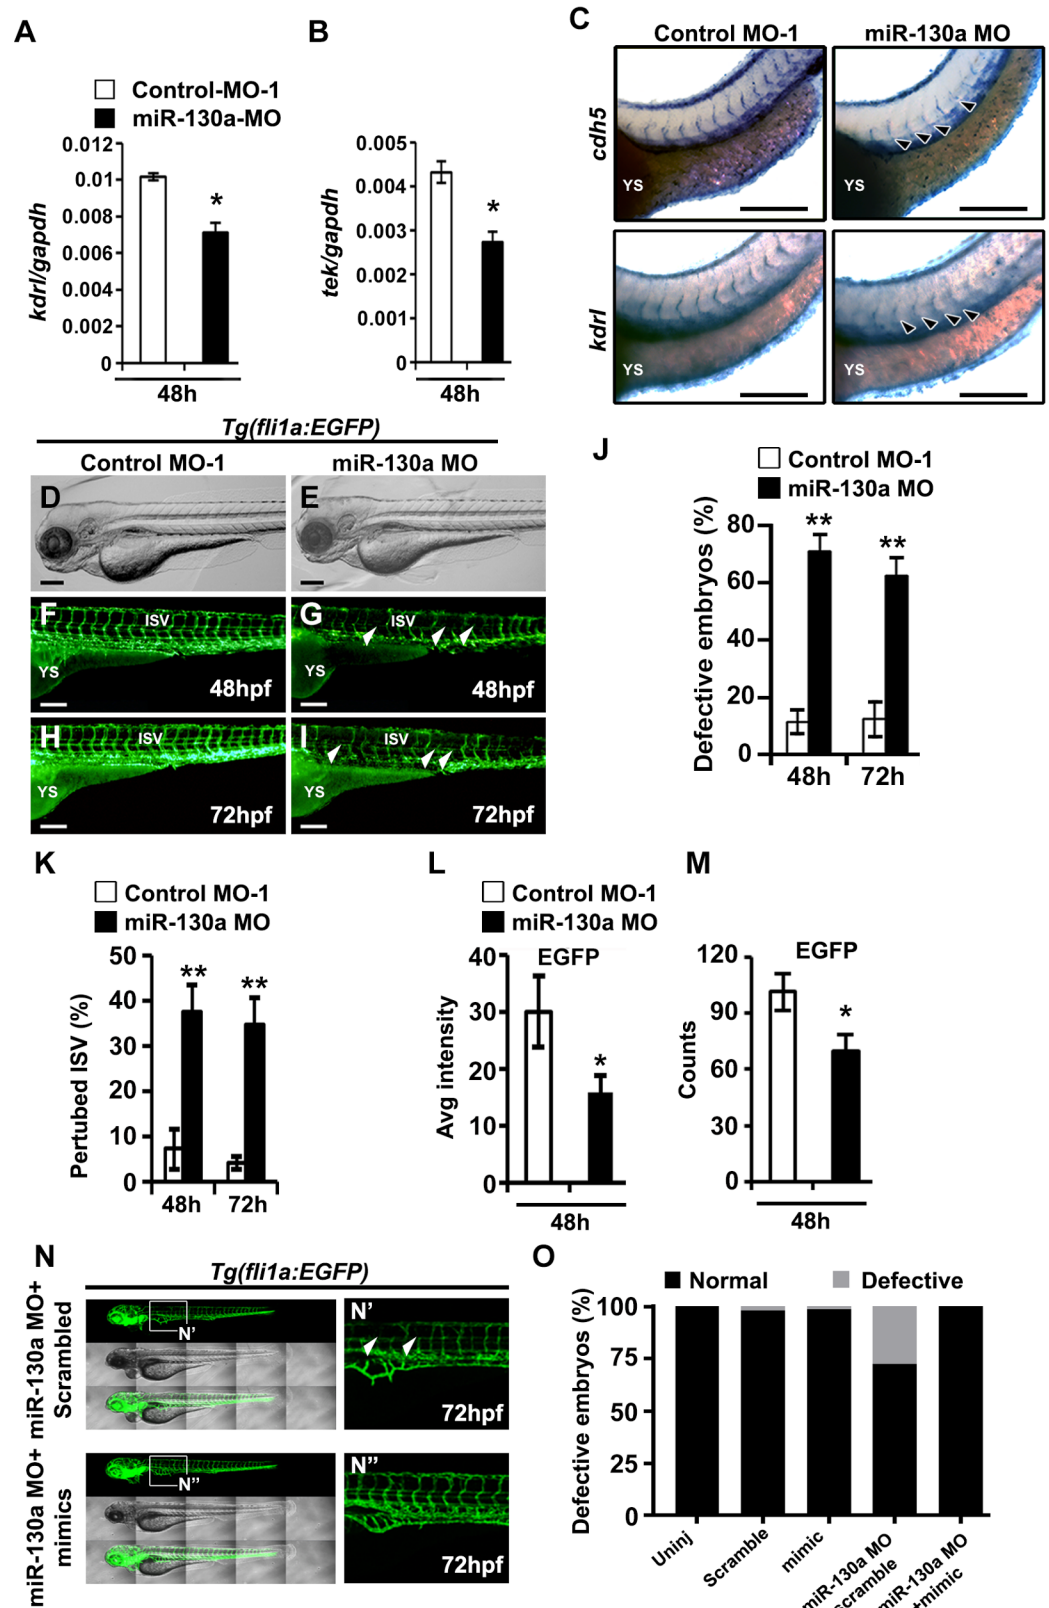 A
Control-MO-1
miR-130a-MO
kdrl/gapdh
0.012
0.01
0.008
0.006
0.004
0.002
0
*
48h
B
tek/gapdh
0.005
0.004
0.003
0.002
0.001
0
*
48h
C
Control MO-1
miR-130a MO
cdh5
YS
YS
kdrl
YS
YS
Tg(fli1a:EGFP)
Control MO-1
miR-130a MO
D
E
F
ISV
YS
48hpf
G
ISV
48hpf
H
ISV
YS
72hpf
I
ISV
72hpf
J
Control MO-1
miR-130a MO
Defective embryos (%)
80
60
40
20
0
**
**
48h
72h
K
Control MO-1
miR-130a MO
Pertubed ISV (%)
50
40
30
20
10
0
**
**
48h
72h
L
Control MO-1
miR-130a MO
EGFP
Avg intensity
40
30
20
10
0
*
48h
M
EGFP
Counts
120
90
60
30
0
*
48h
N
Tg(fli1a:EGFP)
miR-130a MO+
Scrambled
N'
N'
72hpf
miR-130a MO+
mimics
N"
N"
72hpf
O
Normal
Defective
Defective embryos (%)
100
75
50
25
0
Uninj
Scramble
mimic
miR-130a MO
scramble
miR-130a MO
+mimic